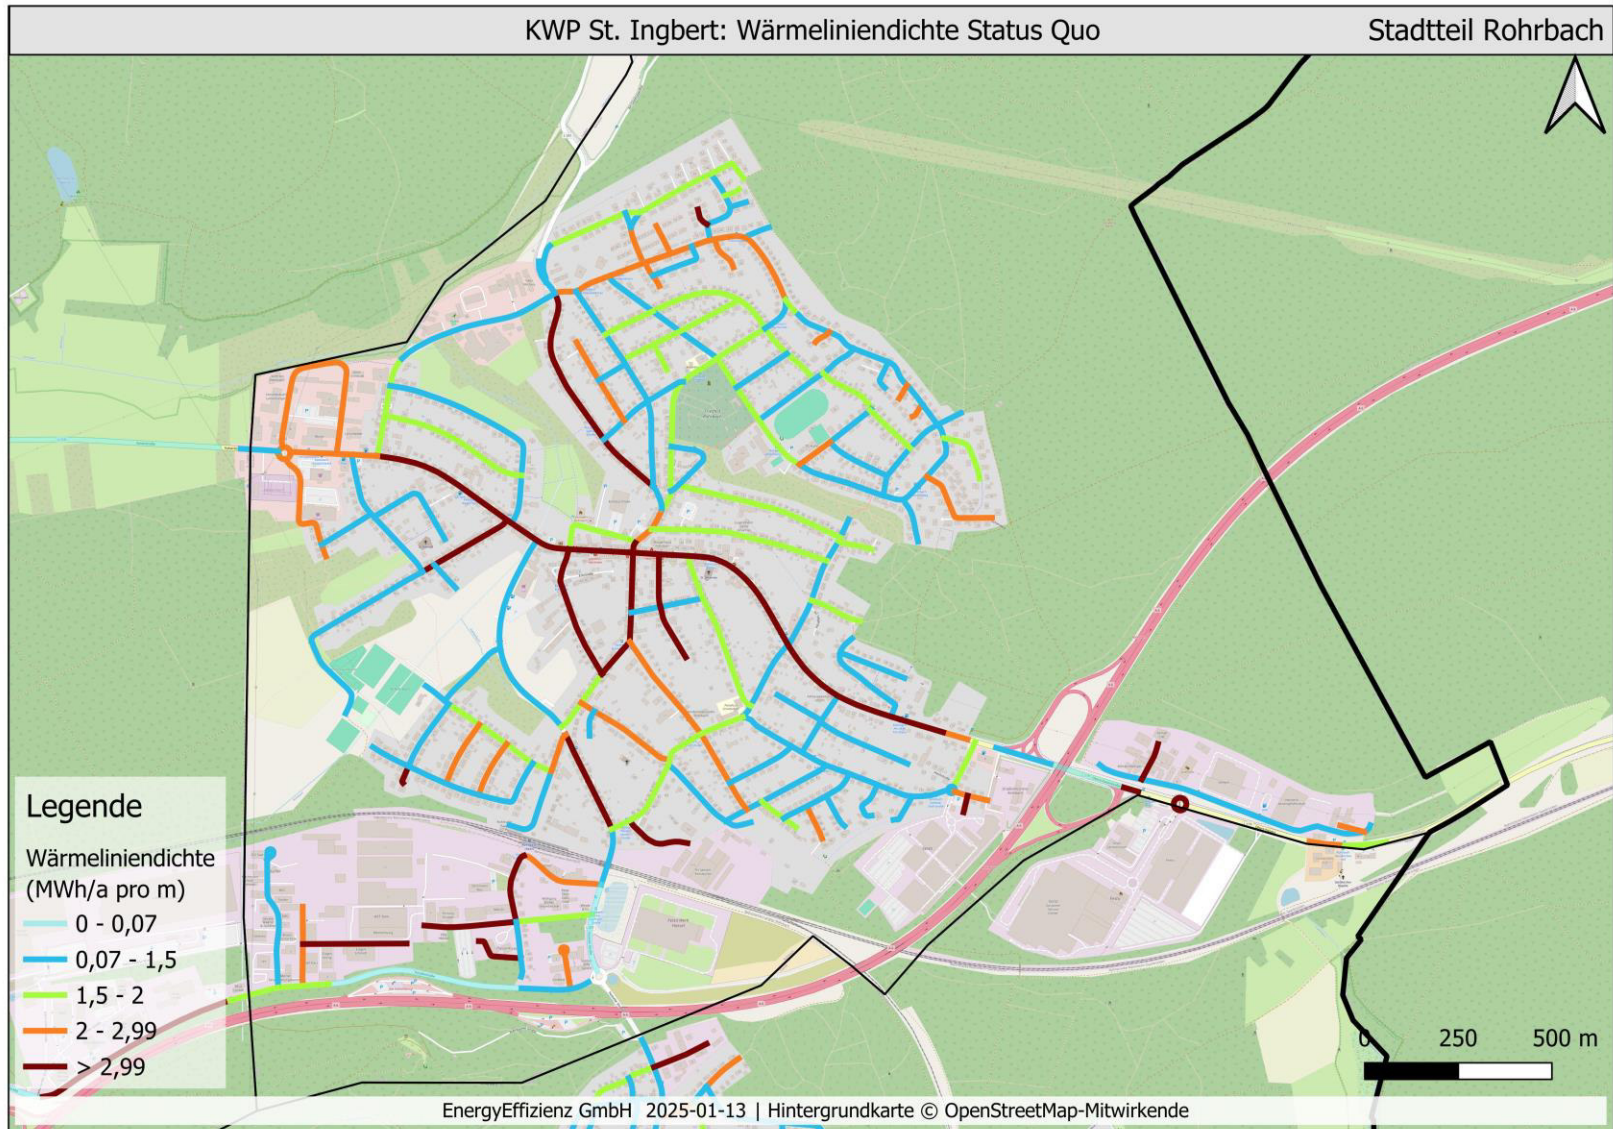 KWP St. Ingbert: Wärmeliniendichte Status Quo
Stadtteil Rohrbach
Legende
Wärmeliniendichte
(MWh/a pro m)
0 - 0,07
0,07 - 1,5
1,5 - 2
2 - 2,99
> 2,99
0 250 500 m
EnergyEffizienz GmbH 2025-01-13 | Hintergrundkarte © OpenStreetMap-Mitwirkende